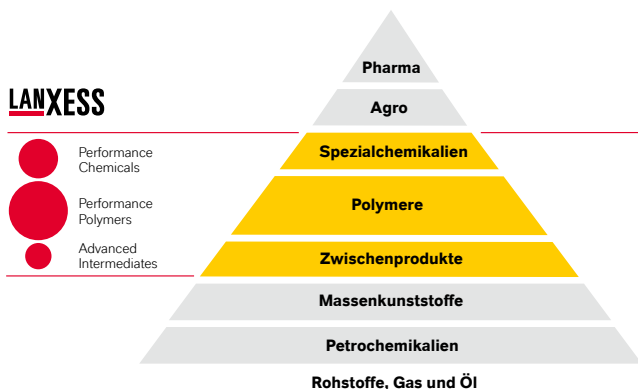 Pharma
LANXESS
Agro
Performance
Chemicals
Spezialchemikalien
Performance
Polymers
Polymere
Advanced
Intermediates
Zwischenprodukte
Massenkunststoffe
Petrochemikalien
Rohstoffe, Gas und Öl